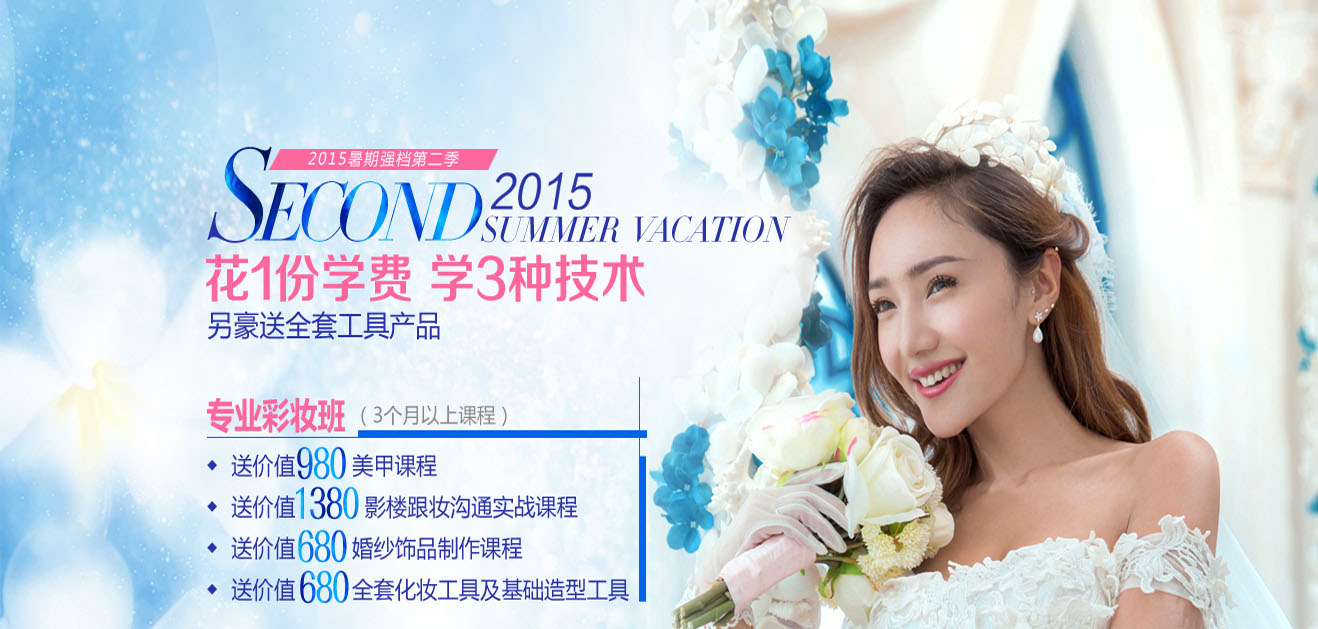 2015暑期强档第二季
SECOND 2015
SUMMER VACATION
花1份学费 学3种技术
另豪送全套工具产品
专业彩妆班（3个月以上课程）
送价值980美甲课程
送价值1380影楼跟妆沟通实战课程
送价值680婚纱饰品制作课程
送价值680全套化妆工具及基础造型工具